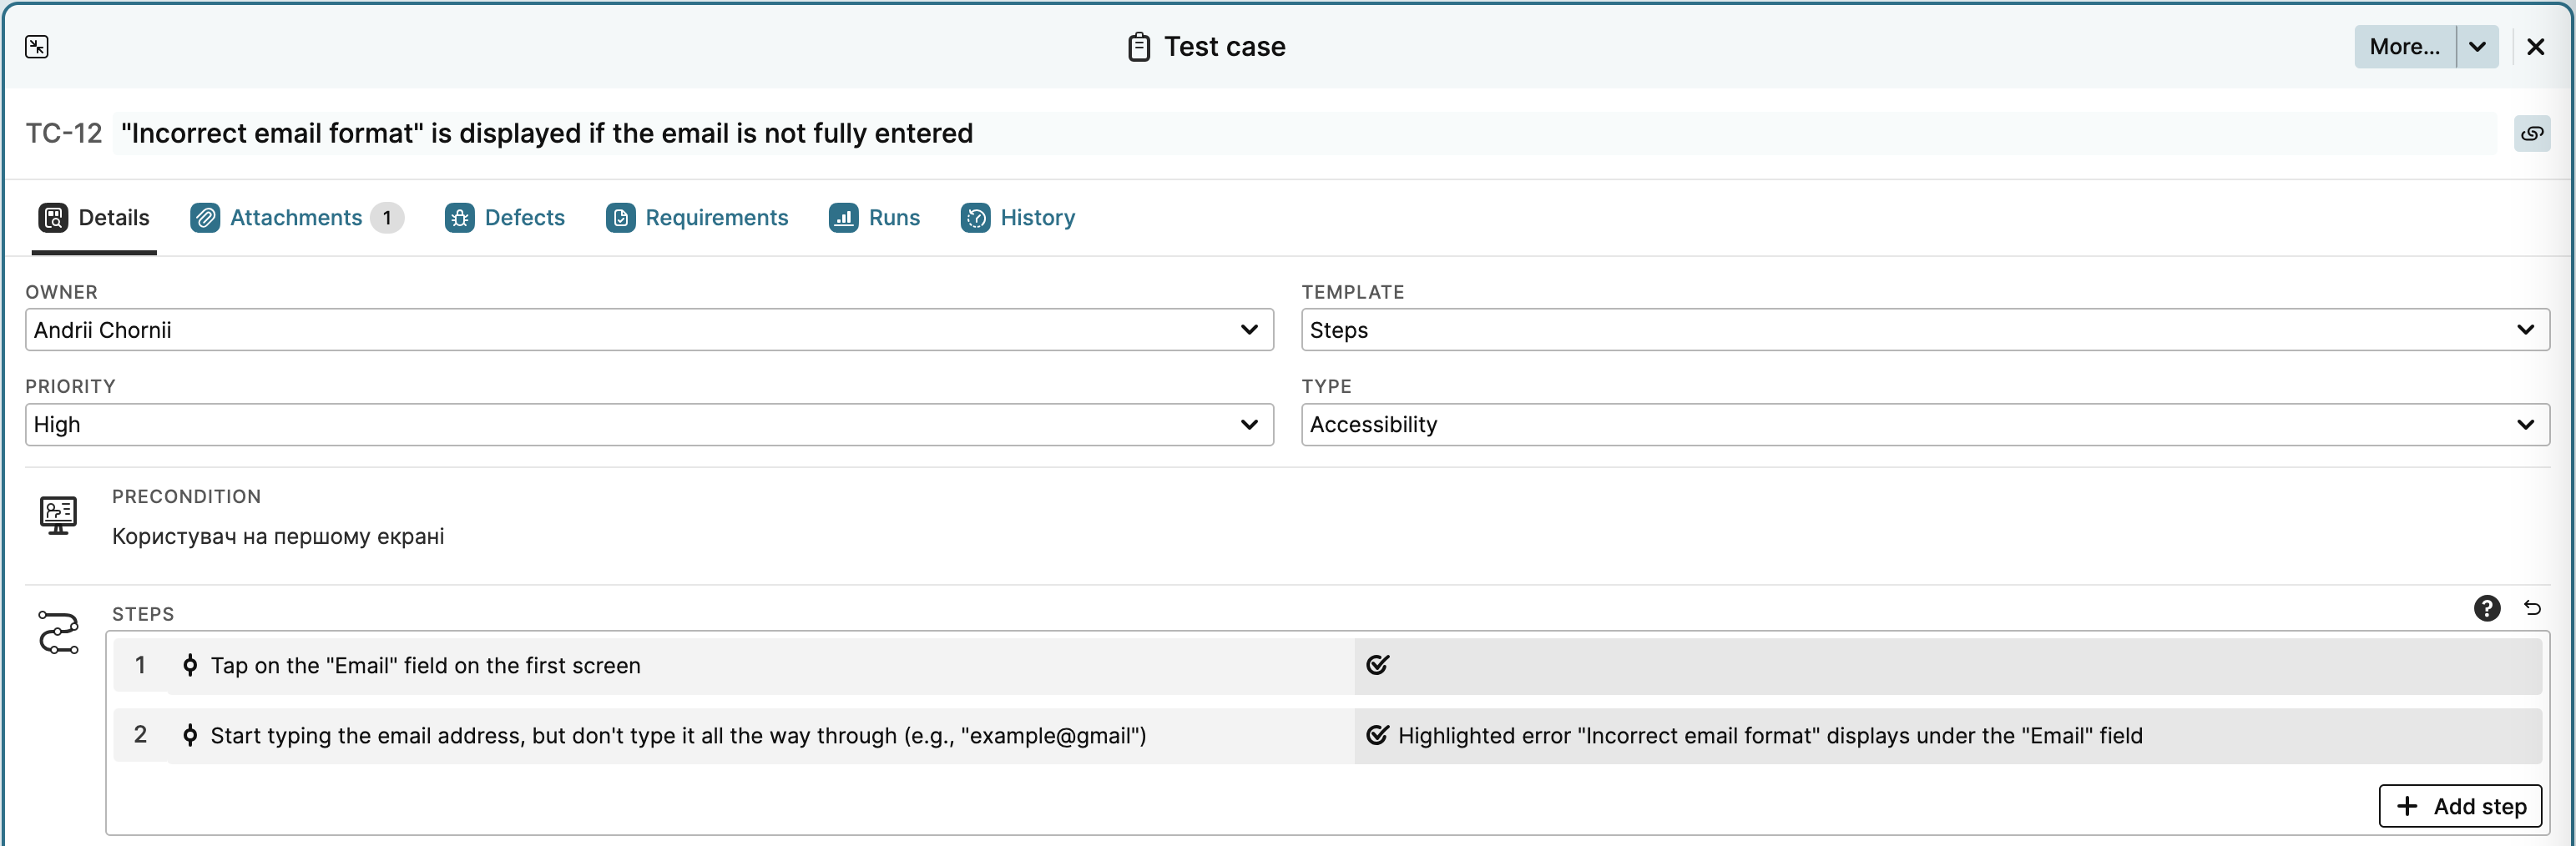 Test case
More...
TC-12 "Incorrect email format" is displayed if the email is not fully entered
Details Attachments 1 Defects Requirements Runs History
OWNER TEMPLATE
Andrii Chornii Steps
PRIORITY TYPE
High Accessibility
PRECONDITION
Користувач на першому екрані
STEPS
1 Tap on the "Email" field on the first screen
2 Start typing the email address, but don't type it all the way through (e.g., "example@gmail") Highlighted error "Incorrect email format" displays under the "Email" field
+ Add step